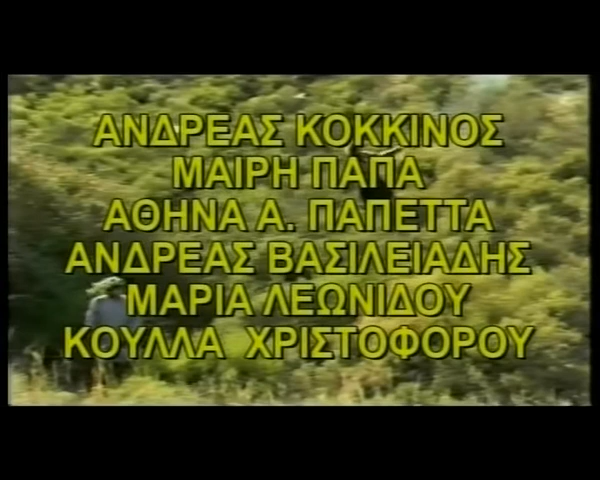 ΑΝΔΡΕΑΣ ΚΟΚΚΙΝΟΣ
ΜΑΙΡΗ ΠΑΠΑ
ΑΘΗΝΑ Α. ΠΑΠΕΤΤΑ
ΑΝΔΡΕΑΣ ΒΑΣΙΛΕΙΑΔΗΣ
ΜΑΡΙΑ ΛΕΩΝΙΔΟΥ
ΚΟΥΛΛΑ ΧΡΙΣΤΟΦΟΡΟΥ